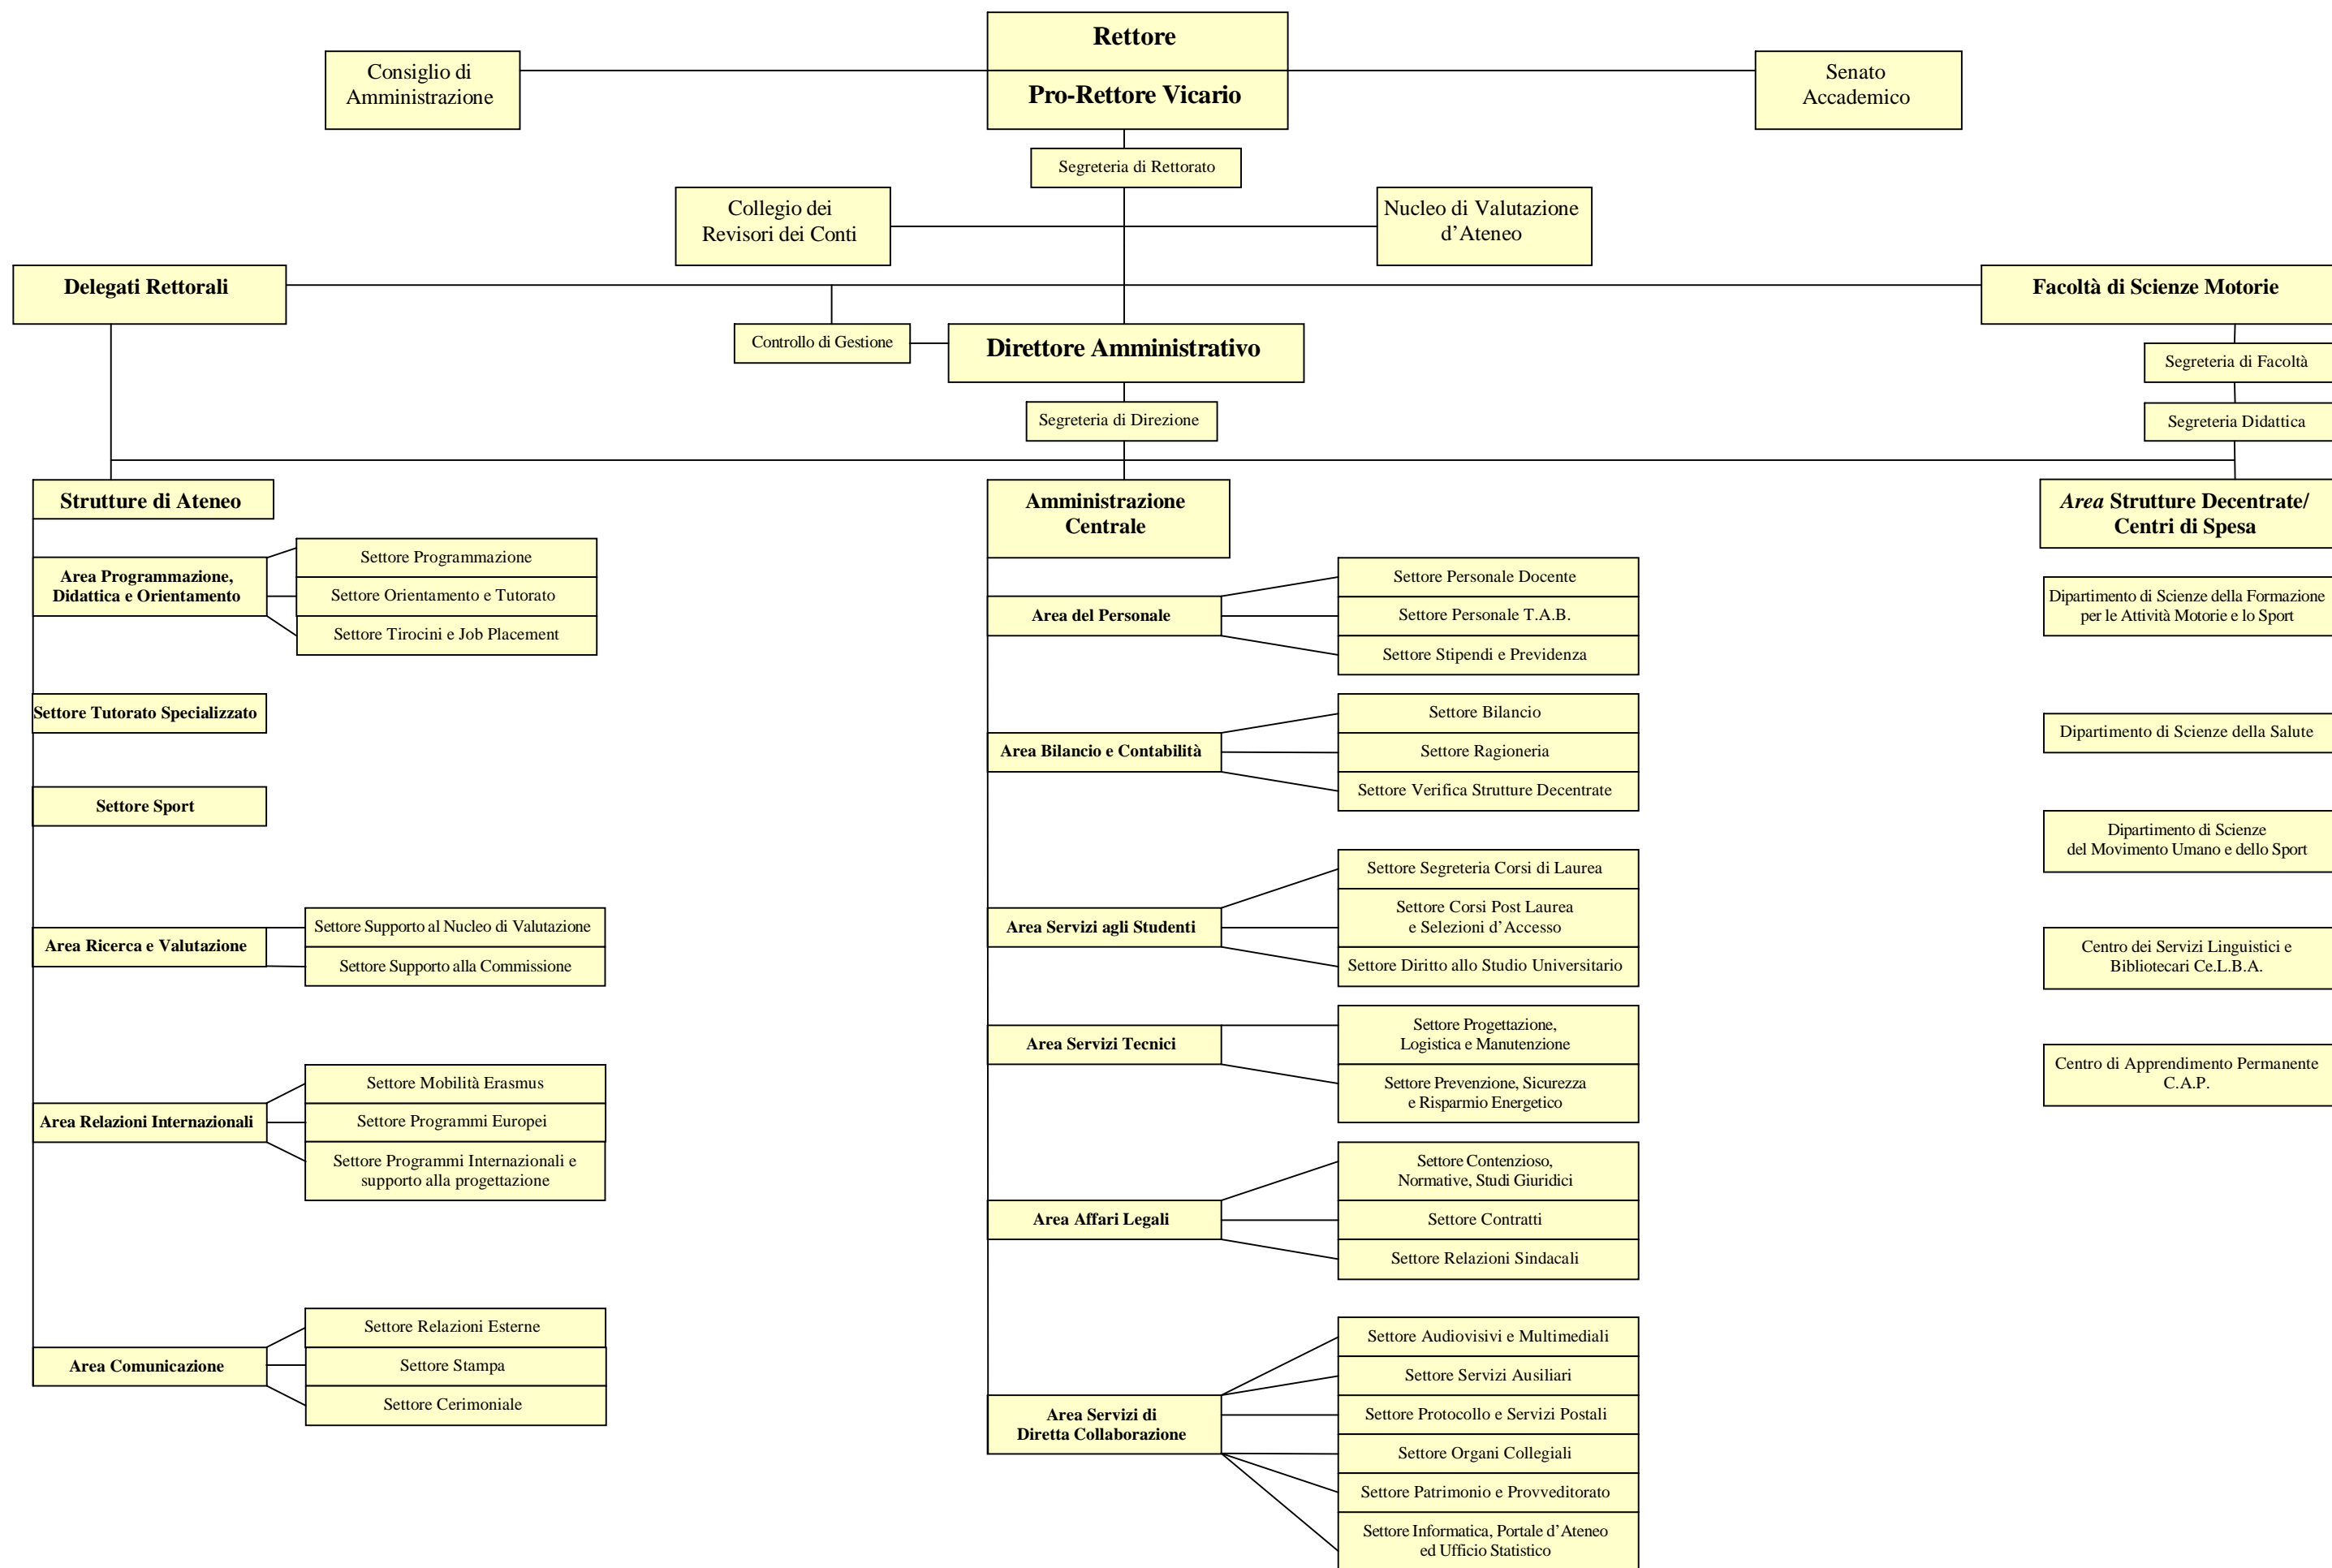 Rettore
Pro-Rettore Vicario
Consiglio di
Amministrazione
Senato
Accademico
Segreteria di Rettorato
Collegio dei
Revisori dei Conti
Nucleo di Valutazione
d’Ateneo
Delegati Rettorali
Facoltà di Scienze Motorie
Controllo di Gestione
Direttore Amministrativo
Segreteria di Facoltà
Segreteria di Direzione
Segreteria Didattica
Strutture di Ateneo
Area Programmazione,
Didattica e Orientamento
Settore Programmazione
Settore Orientamento e Tutorato
Settore Tirocini e Job Placement
Settore Tutorato Specializzato
Settore Sport
Area Ricerca e Valutazione
Settore Supporto al Nucleo di Valutazione
Settore Supporto alla Commissione
Area Relazioni Internazionali
Settore Mobilità Erasmus
Settore Programmi Europei
Settore Programmi Internazionali e
supporto alla progettazione
Area Comunicazione
Settore Relazioni Esterne
Settore Stampa
Settore Cerimoniale
Amministrazione
Centrale
Area del Personale
Settore Personale Docente
Settore Personale T.A.B.
Settore Stipendi e Previdenza
Area Bilancio e Contabilità
Settore Bilancio
Settore Ragioneria
Settore Verifica Strutture Decentrate
Area Servizi agli Studenti
Settore Segreteria Corsi di Laurea
Settore Corsi Post Laurea
e Selezioni d’Accesso
Settore Diritto allo Studio Universitario
Area Servizi Tecnici
Settore Progettazione,
Logistica e Manutenzione
Settore Prevenzione, Sicurezza
e Risparmio Energetico
Area Affari Legali
Settore Contenzioso,
Normative, Studi Giuridici
Settore Contratti
Settore Relazioni Sindacali
Area Servizi di
Diretta Collaborazione
Settore Audiovisivi e Multimediali
Settore Servizi Ausiliari
Settore Protocollo e Servizi Postali
Settore Organi Collegiali
Settore Patrimonio e Provveditorato
Settore Informatica, Portale d’Ateneo
ed Ufficio Statistico
Area Strutture Decentrate/
Centri di Spesa
Dipartimento di Scienze della Formazione
per le Attività Motorie e lo Sport
Dipartimento di Scienze della Salute
Dipartimento di Scienze
del Movimento Umano e dello Sport
Centro dei Servizi Linguistici e
Bibliotecari Ce.L.B.A.
Centro di Apprendimento Permanente
C.A.P.